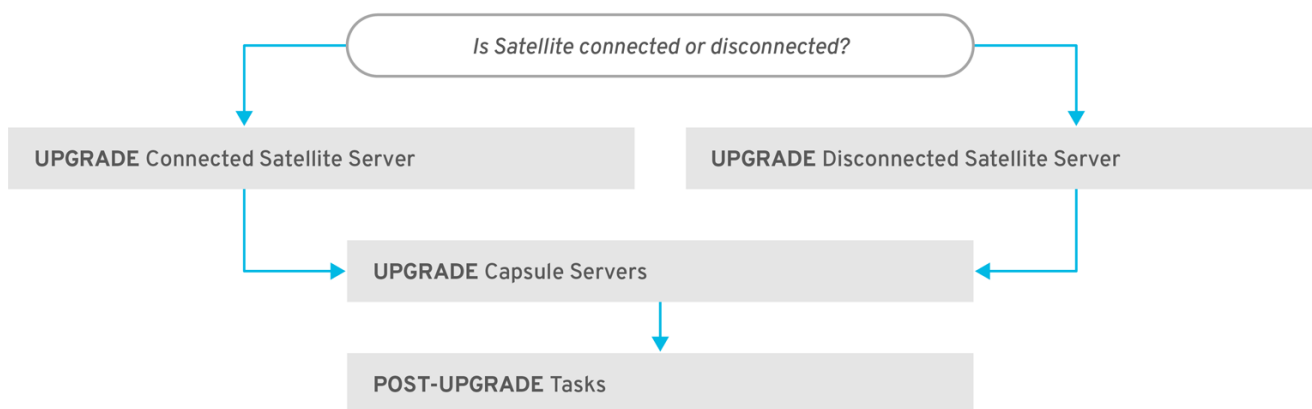 Is Satellite connected or disconnected?
UPGRADE Connected Satellite Server
UPGRADE Disconnected Satellite Server
UPGRADE Capsule Servers
POST-UPGRADE Tasks